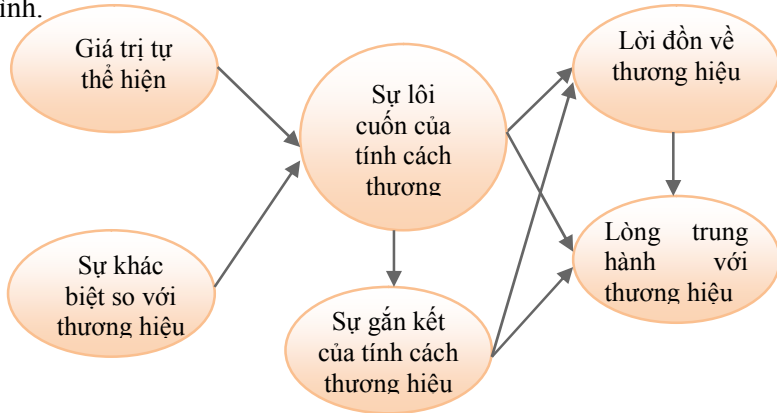 ình.
Giá trị tự
thể hiện
Sự khác
biệt so với
thương hiệu
Sự lôi
cuốn của
tính cách
thương
Sự gắn kết
của tính cách
thương hiệu
Lời đồn về
thương hiệu
Lòng trung
hành với
thương hiệu